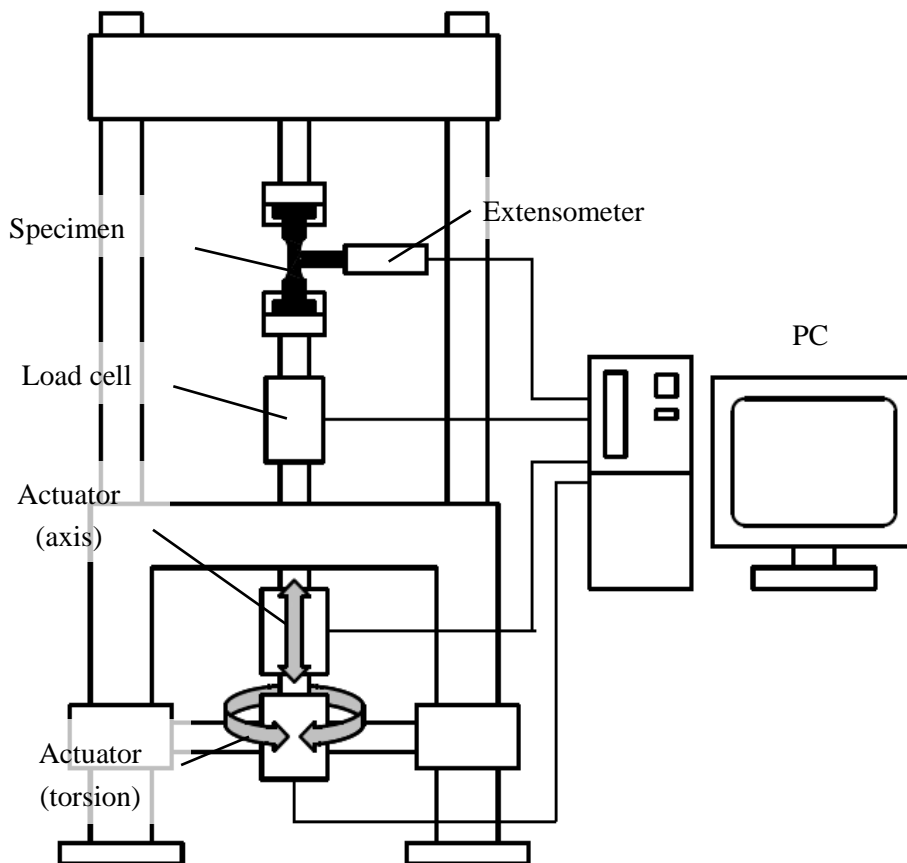 Extensometer
Specimen
PC
Load cell
Actuator
(axis)
Actuator
(torsion)